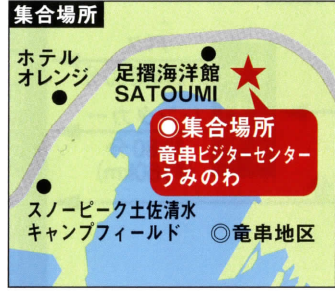 集合場所
ホテル
オレンジ
足摺海洋館
SATOUMI
◉集合場所
竜串ビジターセンター
うみのわ
スノーピーク土佐清水
キャンプフィールド
◎竜串地区